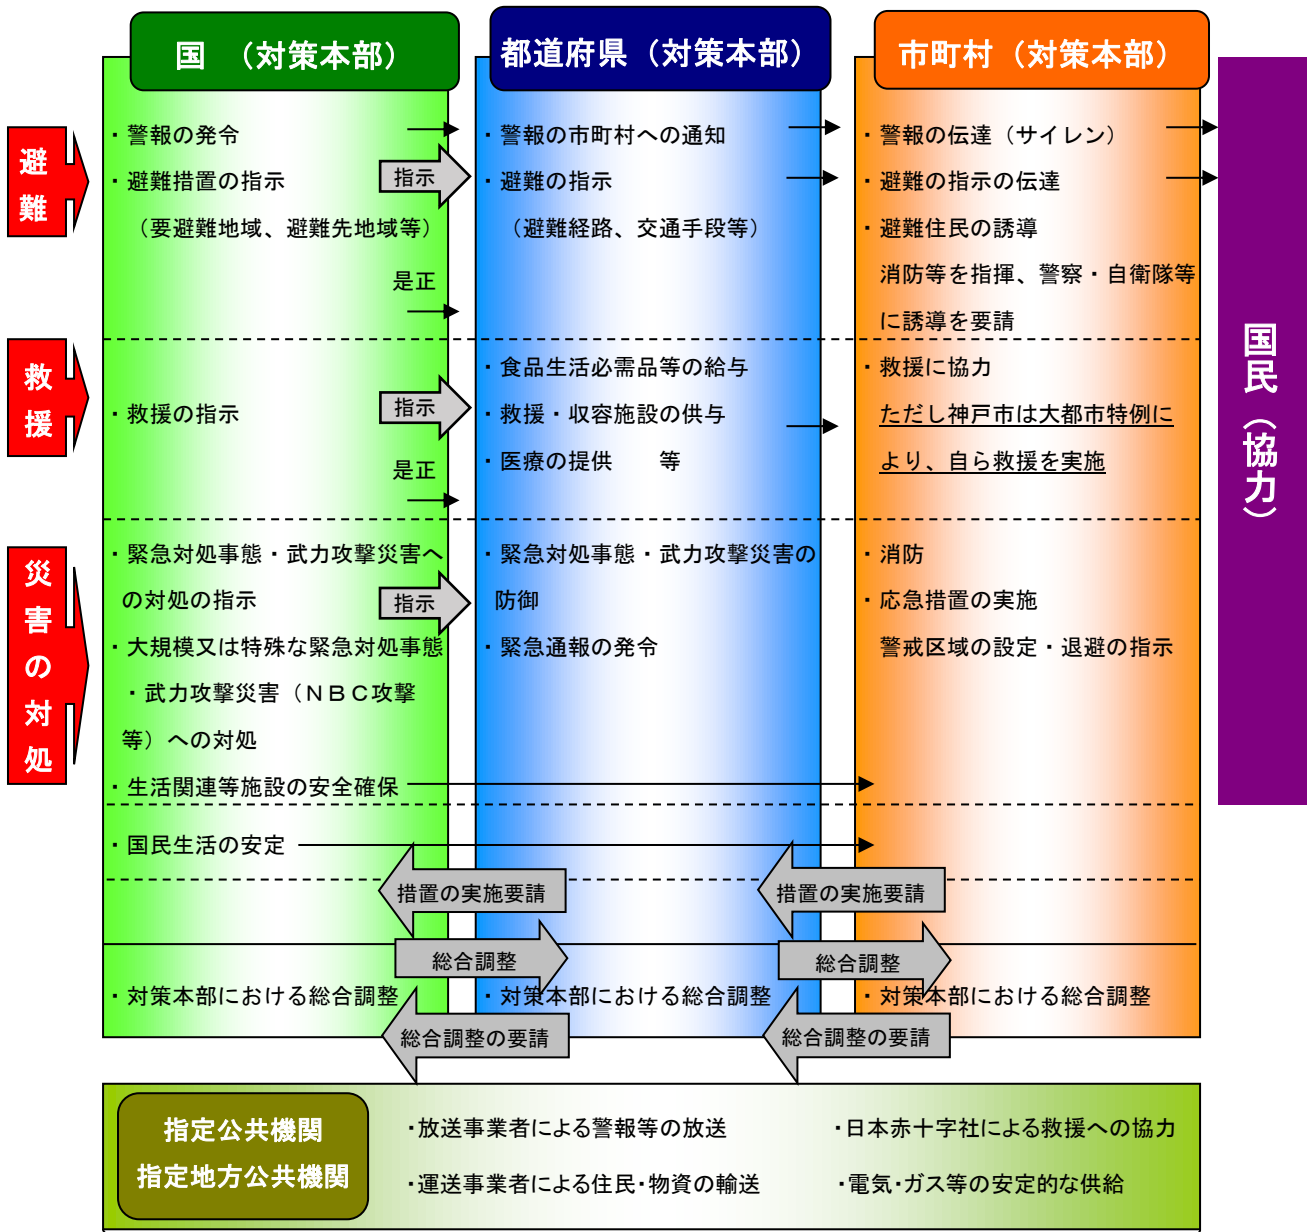 国　（対策本部）
都道府県（対策本部）
市町村（対策本部）
避難
・警報の発令
・避難措置の指示
（要避難地域、避難先地域等）
指示
是正
・警報の市町村への通知
・避難の指示
（避難経路、交通手段等）
・警報の伝達（サイレン）
・避難の指示の伝達
・避難住民の誘導
消防等を指揮、警察・自衛隊等
に誘導を要請
国民（協力）
救援
・救援の指示
指示
是正
・食品生活必需品等の給与
・救援・収容施設の供与
・医療の提供　　等
・救援に協力
ただし神戸市は大都市特例に
より、自ら救援を実施
災害の対処
・緊急対処事態・武力攻撃災害へ
の対処の指示
指示
・大規模又は特殊な緊急対処事態
・武力攻撃災害（ＮＢＣ攻撃
等）への対処
・生活関連等施設の安全確保
・緊急対処事態・武力攻撃災害の
防御
・緊急通報の発令
・消防
・応急措置の実施
警戒区域の設定・退避の指示
・国民生活の安定
措置の実施要請
措置の実施要請
総合調整
総合調整
・対策本部における総合調整
・対策本部における総合調整
・対策本部における総合調整
総合調整の要請
総合調整の要請
指定公共機関
指定地方公共機関
・放送事業者による警報等の放送
・日本赤十字社による救援への協力
・運送事業者による住民・物資の輸送
・電気・ガス等の安定的な供給